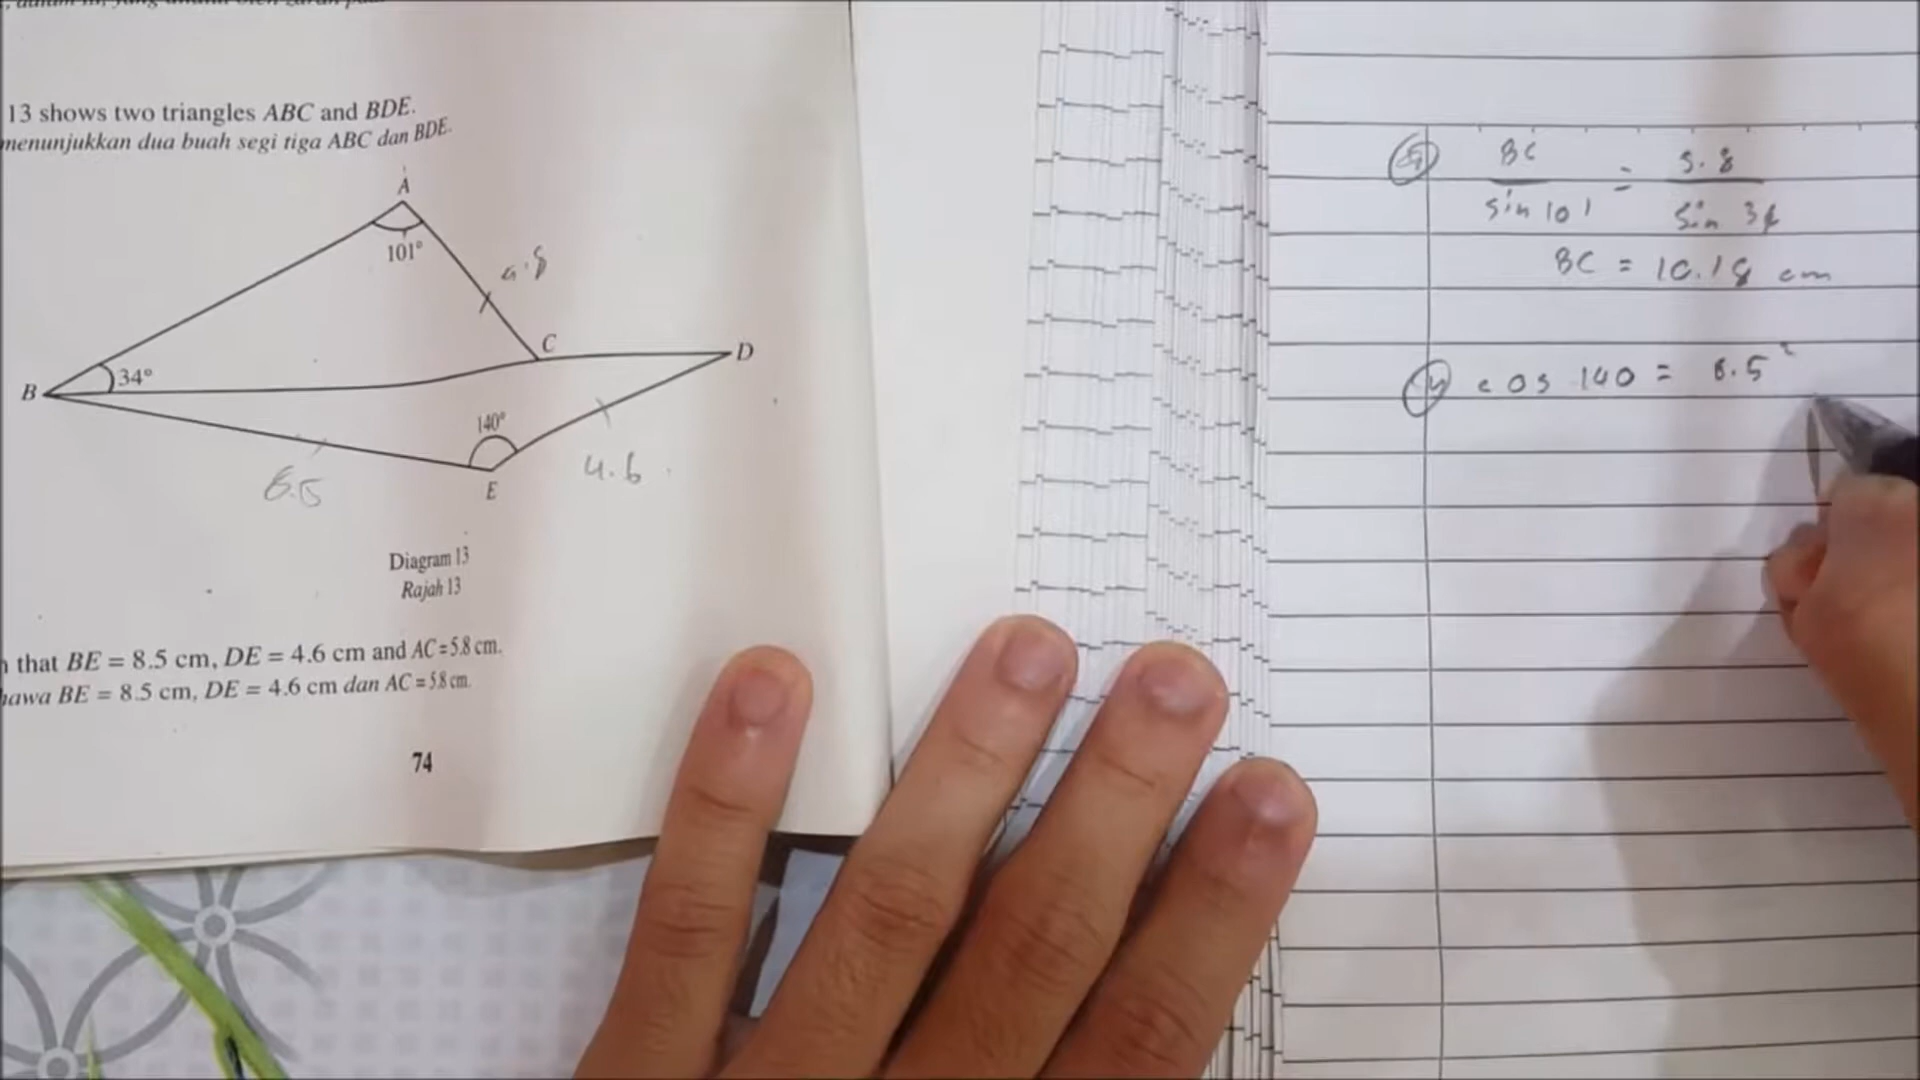 13 shows two triangles ABC and BDE.
menunjukkan dua buah segi tiga ABC dan BDE.
A
101°
5.8
C
D
B
34°
140°
8.5
4.6
E
Diagram 13
Rajah 13
that BE = 8.5 cm, DE = 4.6 cm and AC = 5.8 cm.
BE = 8.5 cm, DE = 4.6 cm dan AC = 5.8 cm.
74
BC / sin 101 = 5.8 / sin 34
BC = 10.18 cm
cos 140 = 8.5²